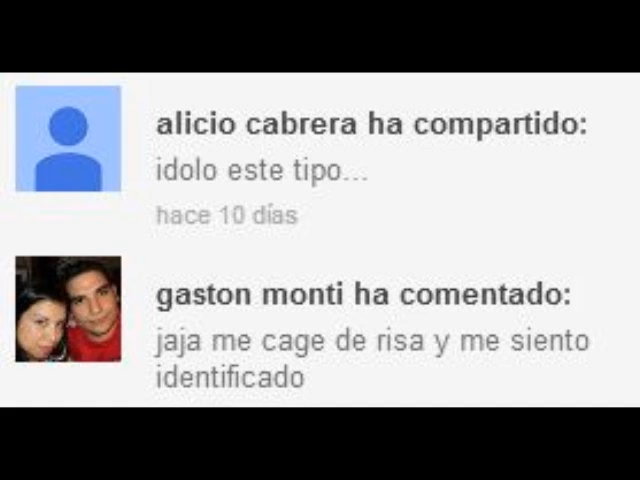 alicio cabrera ha compartido:
idolo este tipo...
hace 10 días
gaston monti ha comentado:
jaja me cage de risa y me siento
identificado